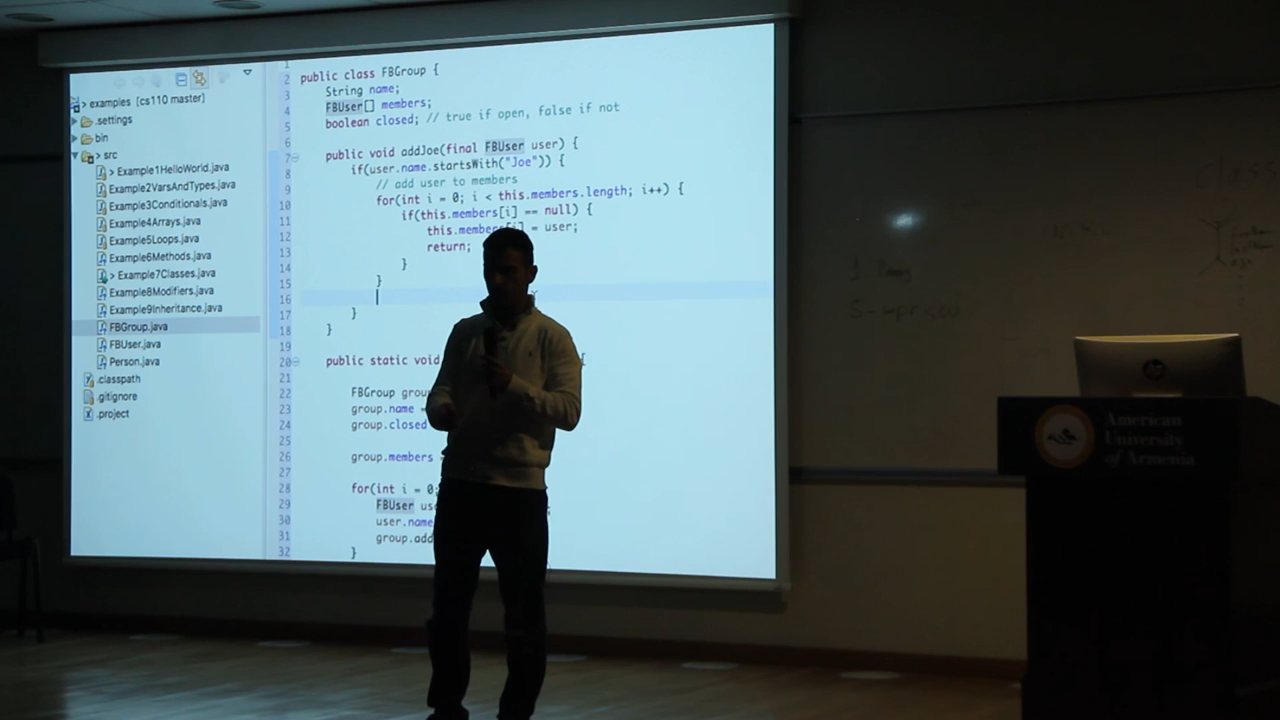 > examples [cs110 master]
.settings
bin
> src
> Example1HelloWorld.java
Example2VarsAndTypes.java
Example3Conditionals.java
Example4Arrays.java
Example5Loops.java
Example6Methods.java
> Example7Classes.java
Example8Modifiers.java
Example9Inheritance.java
FBGroup.java
FBUser.java
Person.java
.classpath
.gitignore
.project
1
2 public class FBGroup {
3 String name;
4 FBUser[] members;
5 boolean closed; // true if open, false if not
6
7 public void addJoe(final FBUser user) {
8 if(user.name.startsWith("Joe")) {
9 // add user to members
10 for(int i = 0; i < this.members.length; i++) {
11 if(this.members[i] == null) {
12 this.members[i] = user;
13 return;
14 }
15 }
16
17 }
18 }
19
20 public static void {
21
22 FBGroup group
23 group.name =
24 group.closed
25
26 group.members =
27
28 for(int i = 0;
29 FBUser ;
30 user.name
31 group.add
32 }
American
University
of Armenia
hp